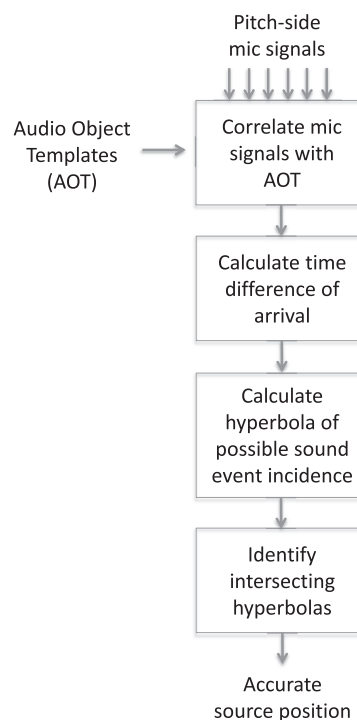 Pitch-side
mic signals
Audio Object
Templates
(AOT)
Correlate mic
signals with
AOT
Calculate time
difference of
arrival
Calculate
hyperbola of
possible sound
event incidence
Identify
intersecting
hyperbolas
Accurate
source position